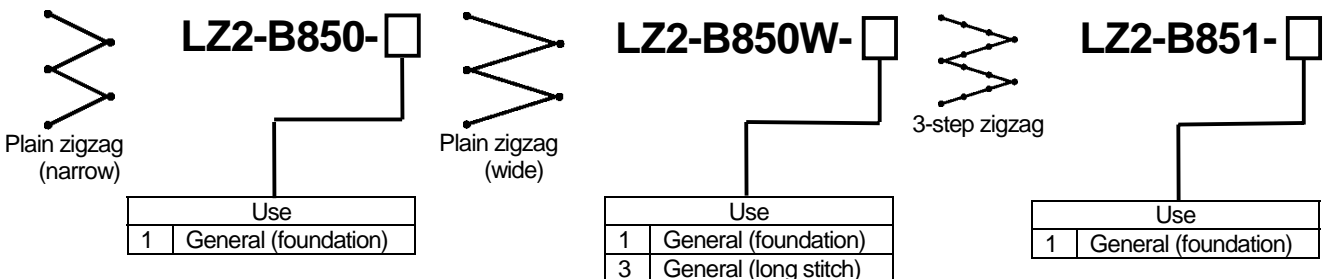 LZ2-B850-
Plain zigzag
(narrow)
Use
1 General (foundation)
LZ2-B850W-
Plain zigzag
(wide)
Use
1 General (foundation)
3 General (long stitch)
LZ2-B851-
3-step zigzag
Use
1 General (foundation)